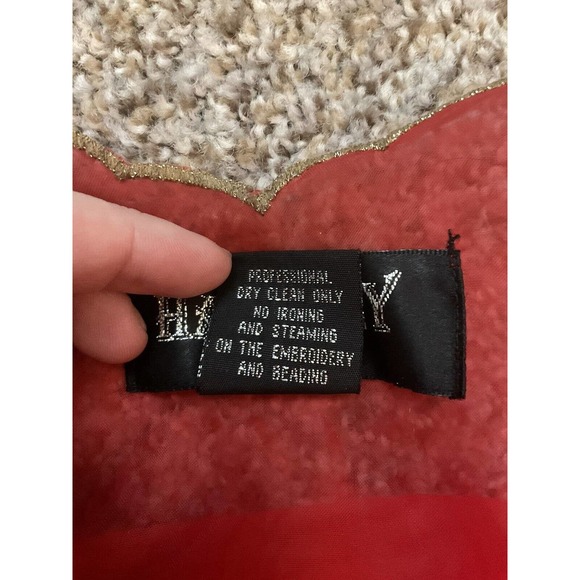 PROFESSIONAL
DRY CLEAN ONLY
NO IRONING
AND STEAMING
ON THE EMBROIDERY
AND BEADING